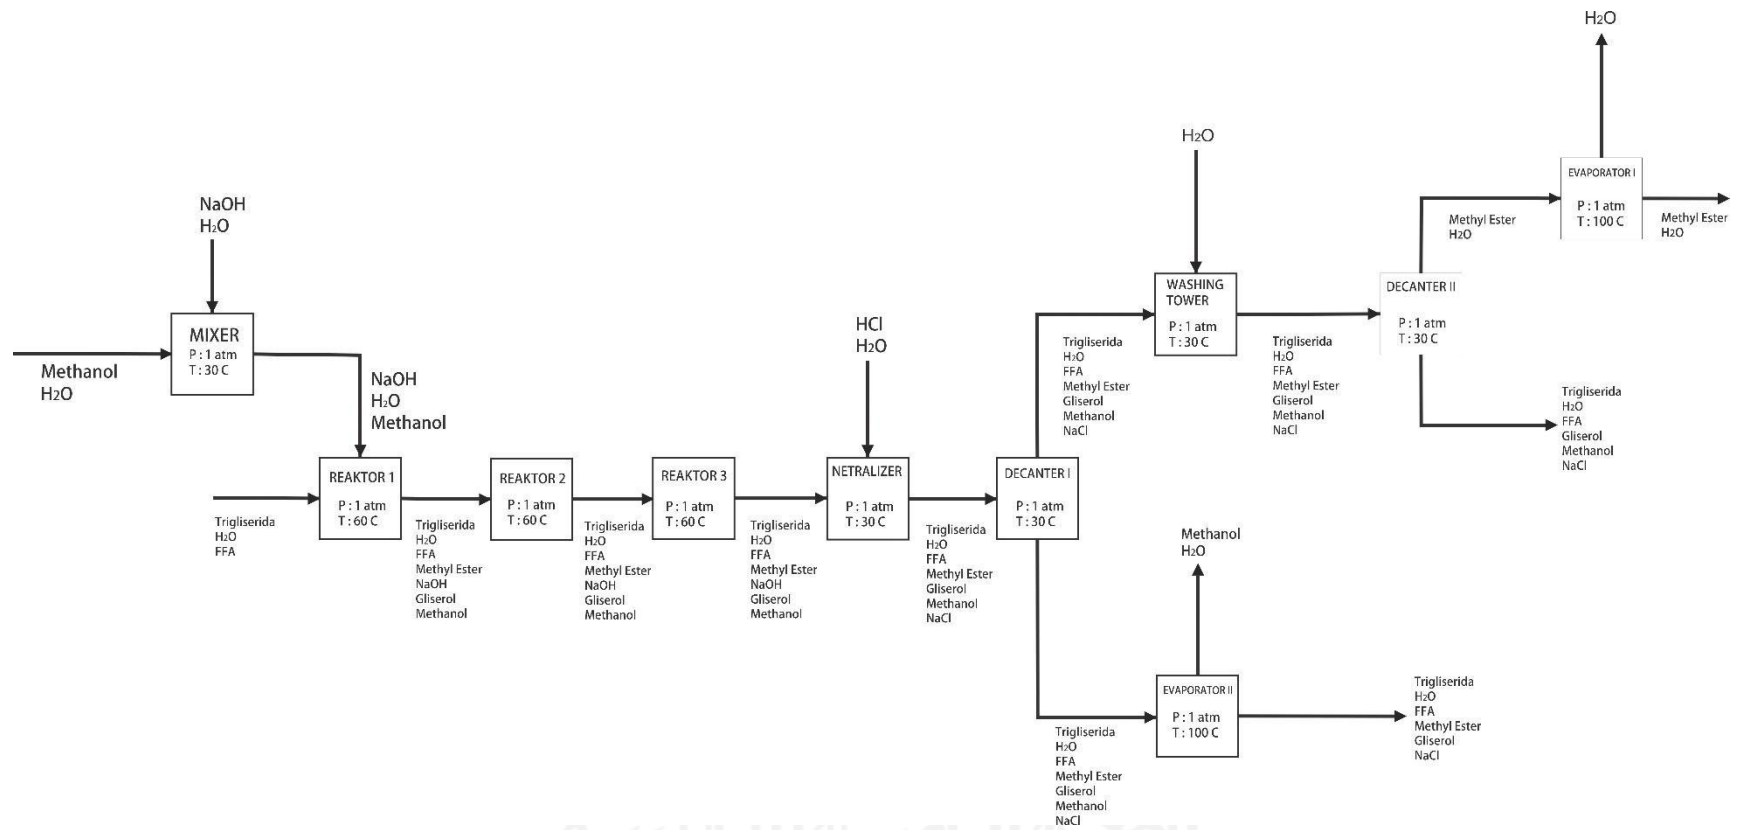 H2O
H2O
EVAPORATOR I
P : 1 atm
T : 100 C
Methyl Ester
H2O
Methyl Ester
H2O
NaOH
H2O
WASHING
TOWER
P : 1 atm
T : 30 C
DECANTER II
P : 1 atm
T : 30 C
MIXER
P : 1 atm
T : 30 C
HCl
H2O
Methanol
H2O
NaOH
H2O
Methanol
Trigliserida
H2O
FFA
Methyl Ester
Gliserol
Methanol
NaCl
Trigliserida
H2O
FFA
Methyl Ester
Gliserol
Methanol
NaCl
Trigliserida
H2O
FFA
Gliserol
Methanol
NaCl
REAKTOR 1
P : 1 atm
T : 60 C
REAKTOR 2
P : 1 atm
T : 60 C
REAKTOR 3
P : 1 atm
T : 60 C
NETRALIZER
P : 1 atm
T : 30 C
DECANTER I
P : 1 atm
T : 30 C
Trigliserida
H2O
FFA
Trigliserida
H2O
FFA
Methyl Ester
NaOH
Gliserol
Methanol
Trigliserida
H2O
FFA
Methyl Ester
NaOH
Gliserol
Methanol
Trigliserida
H2O
FFA
Methyl Ester
NaOH
Gliserol
Methanol
Trigliserida
H2O
FFA
Methyl Ester
Gliserol
Methanol
NaCl
Methanol
H2O
EVAPORATOR II
P : 1 atm
T : 100 C
Trigliserida
H2O
FFA
Methyl Ester
Gliserol
Methanol
NaCl
Trigliserida
H2O
FFA
Methyl Ester
Gliserol
NaCl